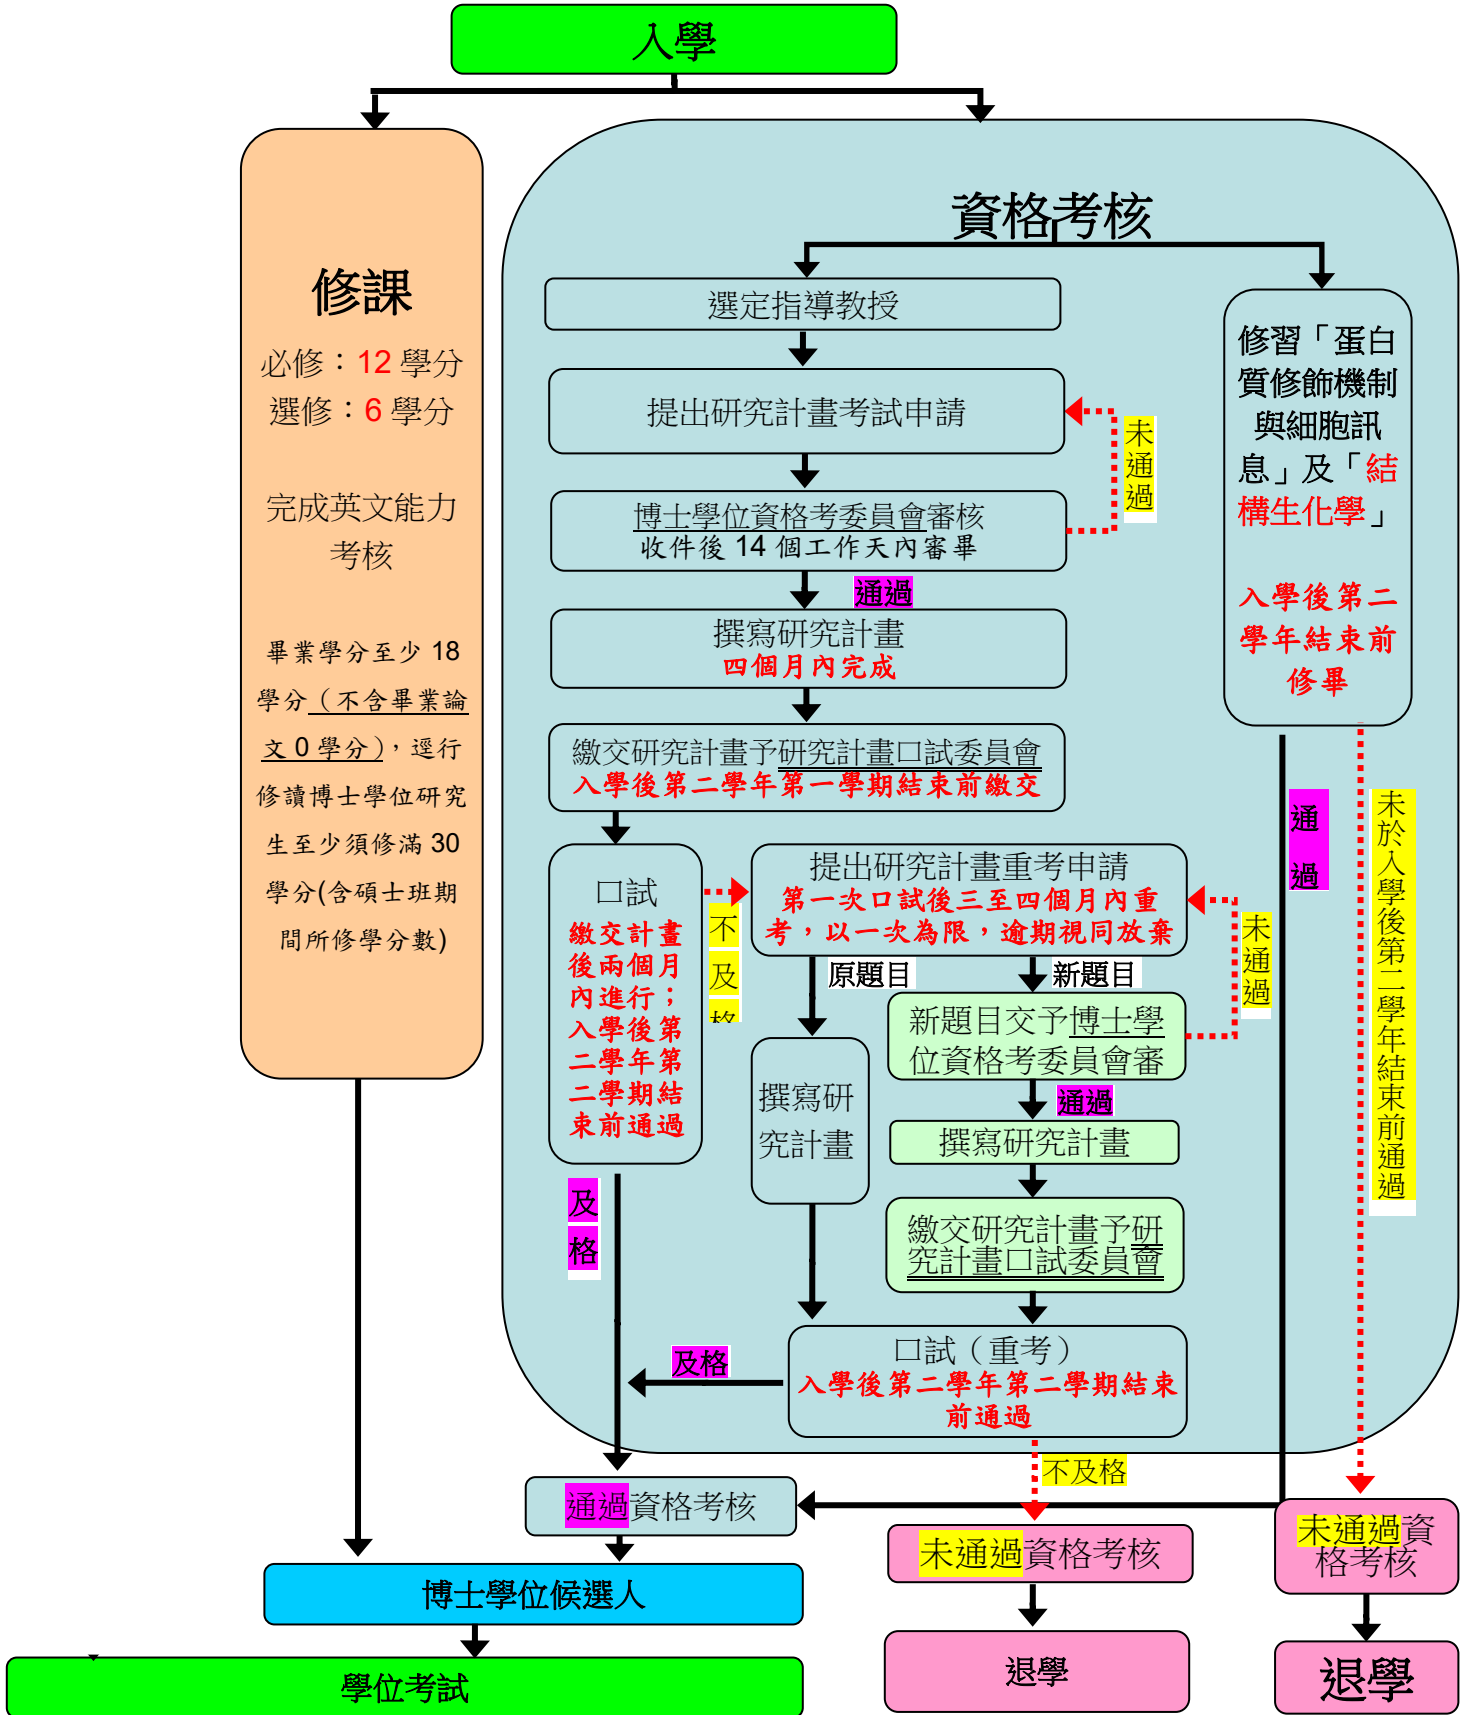 入學
修課
必修：12 學分
選修：6 學分
完成英文能力
考核
畢業學分至少 18
學分（不含畢業論
文 0 學分），逕行
修讀博士學位研究
生至少須修滿 30
學分(含碩士班期
間所修學分數)
資格考核
選定指導教授
提出研究計畫考試申請
未
通
過
博士學位資格考委員會審核
收件後 14 個工作天內審畢
通過
撰寫研究計畫
四個月內完成
繳交研究計畫予研究計畫口試委員會
入學後第二學年第一學期結束前繳交
口試
繳交計畫
後兩個月
內進行；
入學後第
二學年第
二學期結
束前通過
不
及
格
提出研究計畫重考申請
第一次口試後三至四個月內重
考，以一次為限，逾期視同放棄
原題目
新題目
未
通
過
新題目交予博士學
位資格考委員會審
通過
撰寫研
究計畫
撰寫研究計畫
繳交研究計畫予研
究計畫口試委員會
及
格
口試（重考）
入學後第二學年第二學期結束
前通過
及格
不及格
修習「蛋白
質修飾機制
與細胞訊
息」及「結
構生化學」
入學後第二
學年結束前
修畢
通
過
未於入學後第二學年結束前通過
通過資格考核
未通過資格考核
未通過資
格考核
博士學位候選人
退學
退學
學位考試